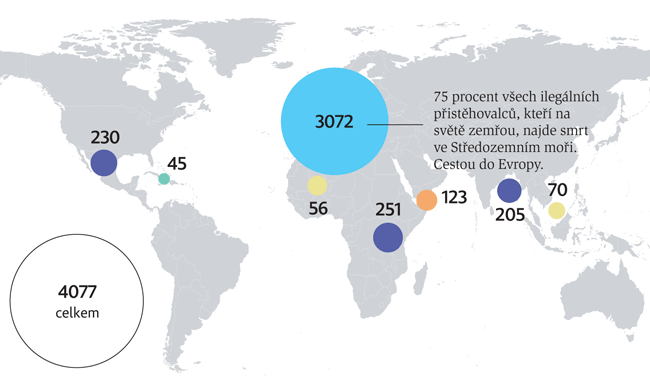 3072
75 procent všech ilegálních
přistěhovalců, kteří na
světě zemřou, najde smrt
ve Středozemním moři.
Cestou do Evropy.
230
45
56
251
123
205
70
4077
celkem